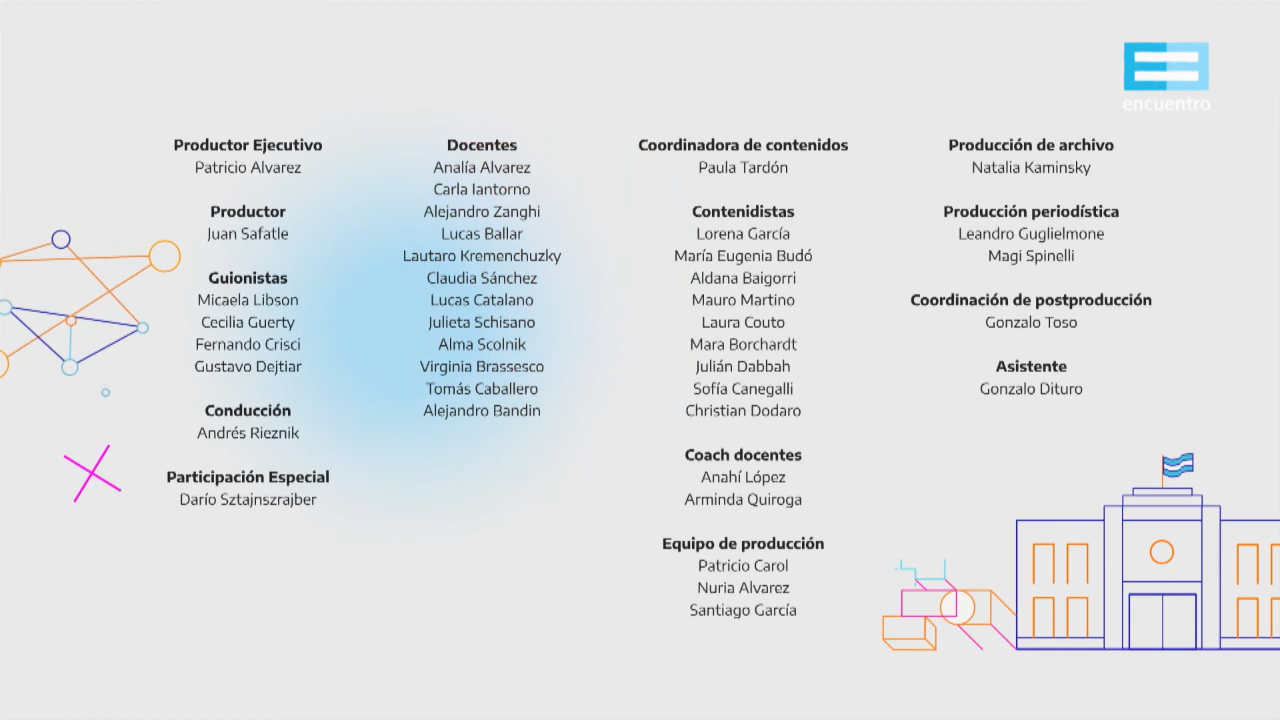 encuentro
Productor Ejecutivo
Patricio Alvarez
Productor
Juan Safatle
Guionistas
Micaela Libson
Cecilia Guerty
Fernando Crisci
Gustavo Dejtiar
Conducción
Andrés Rieznik
Participación Especial
Darío Sztajnszrajber
Docentes
Analía Alvarez
Carla Iantorno
Alejandro Zanghi
Lucas Ballar
Lautaro Kremenchuzky
Claudia Sánchez
Lucas Catalano
Julieta Schisano
Alma Scolnik
Virginia Brassesco
Tomás Caballero
Alejandro Bandin
Coordinadora de contenidos
Paula Tardón
Contenidistas
Lorena García
María Eugenia Budó
Aldana Baigorri
Mauro Martino
Laura Couto
Mara Borchardt
Julián Dabbah
Sofía Canegalli
Christian Dodaro
Coach docentes
Anahí López
Arminda Quiroga
Equipo de producción
Patricio Carol
Nuria Alvarez
Santiago García
Producción de archivo
Natalia Kaminsky
Producción periodística
Leandro Guglielmone
Magi Spinelli
Coordinación de postproducción
Gonzalo Toso
Asistente
Gonzalo Dituro